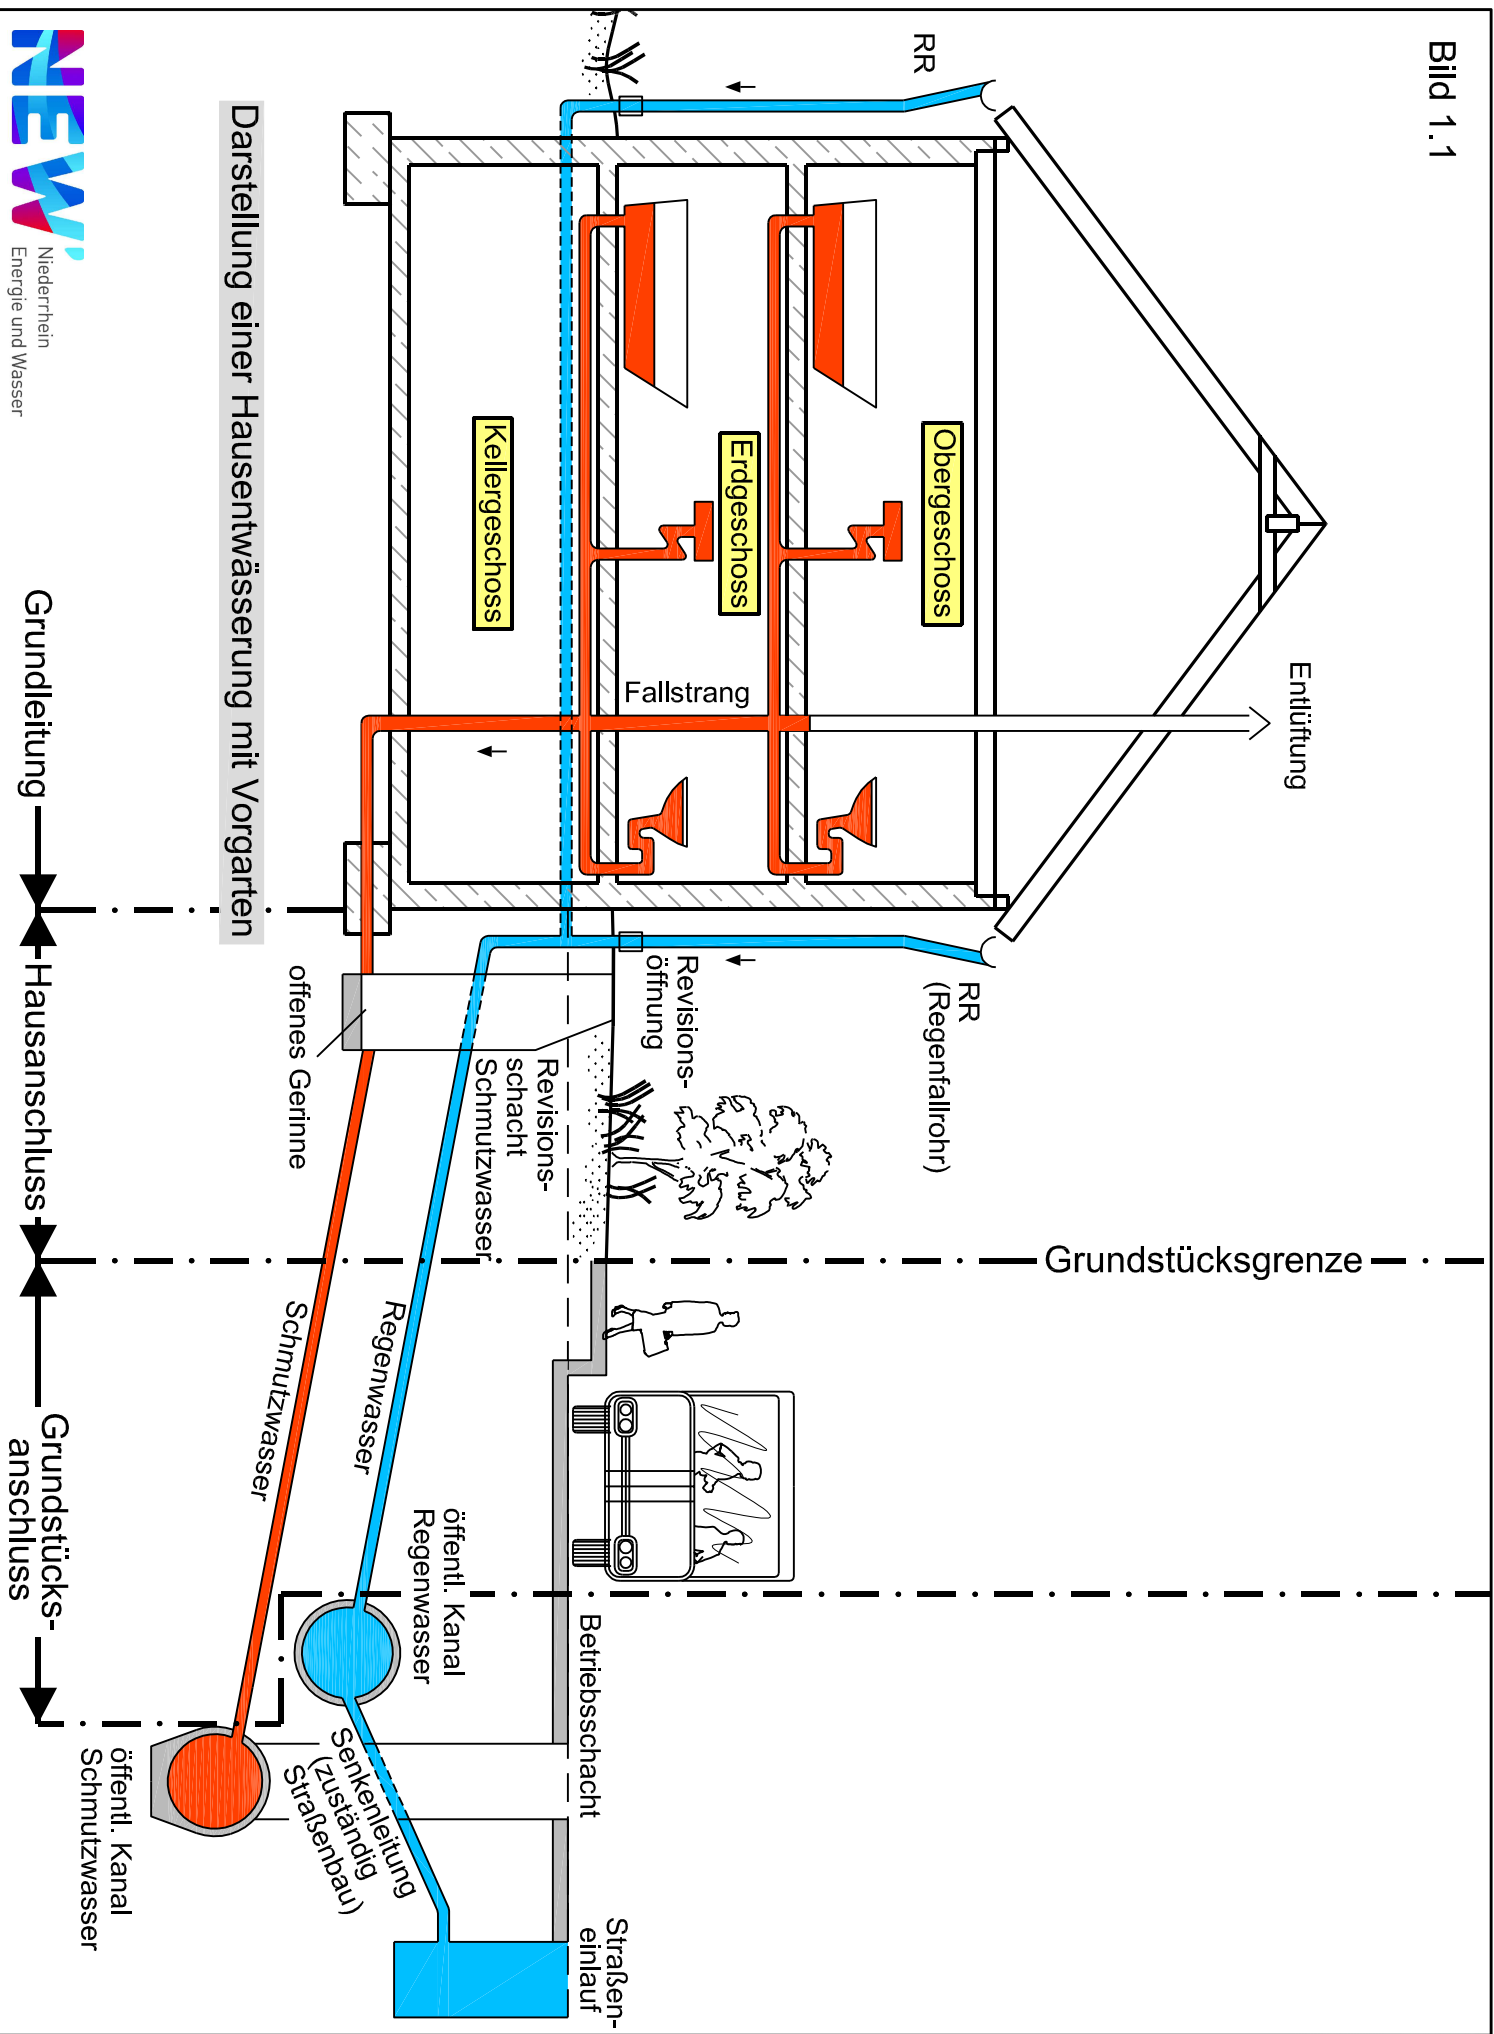 Bild 1.1
Entlüftung
RR
RR
(Regenfallrohr)
Grundstücksgrenze
Obergeschoss
Erdgeschoss
Fallstrang
Revisions-
öffnung
Kellergeschoss
Revisions-
schacht
Schmutzwasser
offenes Gerinne
Betriebsschacht
Straßen-
einlauf
öffentl. Kanal
Regenwasser
Regenwasser
Schmutzwasser
Senkenleitung
(zuständig
Straßenbau)
öffentl. Kanal
Schmutzwasser
Darstellung einer Hausentwässerung mit Vorgarten
Grundleitung
Hausanschluss
Grundstücks-
anschluss
NEW
Niederrhein
Energie und Wasser